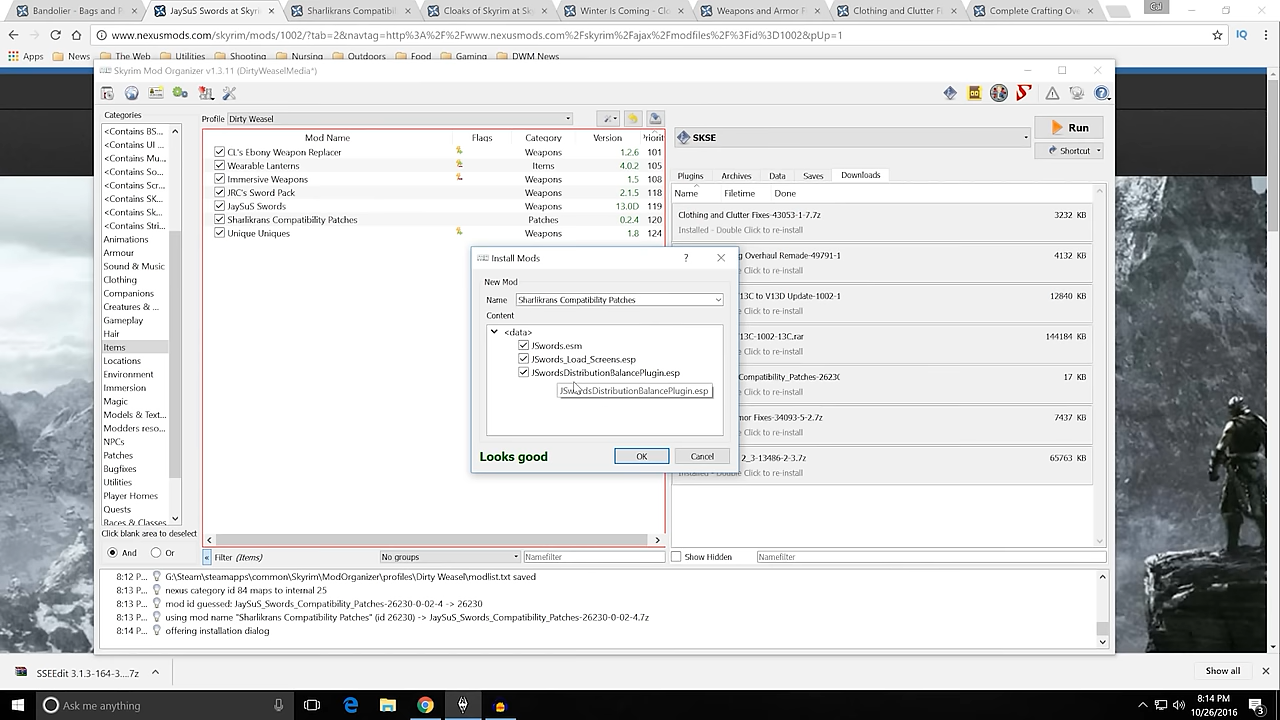 Bandolier - Bags and P
JaySuS Swords at Skyri
Sharlikrans Compatibil
Cloaks of Skyrim at Sk
Winter Is Coming - Clo
Weapons and Armor F
Clothing and Clutter Fi
Complete Crafting Ov
www.nexusmods.com/skyrim/mods/1002/?tab=2&navtag=http%3A%2F%2Fwww.nexusmods.com%2Fskyrim%2Fajax%2Fmodfiles%2F%3Fid%3D1002&pUp=1
Apps
News
The Web
Utilities
Shooting
Nursing
Outdoors
Food
Gaming
DWM News
Skyrim Mod Organizer v1.3.11 (DirtyWeaselMedia*)
Categories
<Contains BS...
<Contains UI ...
<Contains Mu...
<Contains So...
<Contains Scr...
<Contains SK...
<Contains Stri...
Animations
Armour
Sound & Music
Clothing
Companions
Creatures & ...
Gameplay
Hair
Items
Locations
Environment
Immersion
Magic
Models & Text...
Modders reso...
NPCs
Patches
Bugfixes
Utilities
Player Homes
Quests
Races & Classes
Click blank area to deselect
And
Or
Profile Dirty Weasel
Mod Name Flags Category Version Priorit
CL's Ebony Weapon Replacer Weapons 1.2.6 101
Wearable Lanterns Items 4.0.2 105
Immersive Weapons Weapons 1.5 108
JRC's Sword Pack Weapons 2.1.5 118
JaySuS Swords Weapons 13.0D 119
Sharlikrans Compatibility Patches Patches 0.2.4 120
Unique Uniques Weapons 1.8 124
Install Mods
?
New Mod
Name Sharlikrans Compatibility Patches
Content
<data>
JSwords.esm
JSwords_Load_Screens.esp
JSwordsDistributionBalancePlugin.esp
JSwordsDistributionBalancePlugin.esp
Looks good
OK
Cancel
« Filter (Items)
No groups
Namefilter
SKSE
Run
Shortcut
Plugins
Archives
Data
Saves
Downloads
Name Filetime Done
Clothing and Clutter Fixes-43053-1-7.7z 3232 KB
Installed - Double Click to re-install
g Overhaul Remade-49791-1 4132 KB
Click to re-install
13C to V13D Update-1002-1 12840 KB
Click to re-install
13C-1002-13C.rar 144184 KB
Click to re-install
Compatibility_Patches-26230 17 KB
Click to re-install
mor Fixes-34093-5-2.7z 7437 KB
Click to re-install
2_3-13486-2-3.7z 65763 KB
Installed - Double Click to re-install
Show Hidden
Namefilter
8:12 P... G:\Steam\steamapps\common\Skyrim\ModOrganizer\profiles\Dirty Weasel\modlist.txt saved
8:13 P... nexus category id 84 maps to internal 25
8:13 P... mod id guessed: JaySuS_Swords_Compatibility_Patches-26230-0-02-4 -> 26230
8:13 P... using mod name "Sharlikrans Compatibility Patches" (id 26230) -> JaySuS_Swords_Compatibility_Patches-26230-0-02-4.7z
8:14 P... offering installation dialog
SSEEdit 3.1.3-164-3....7z
Show all
Ask me anything
8:14 PM
10/26/2016
3